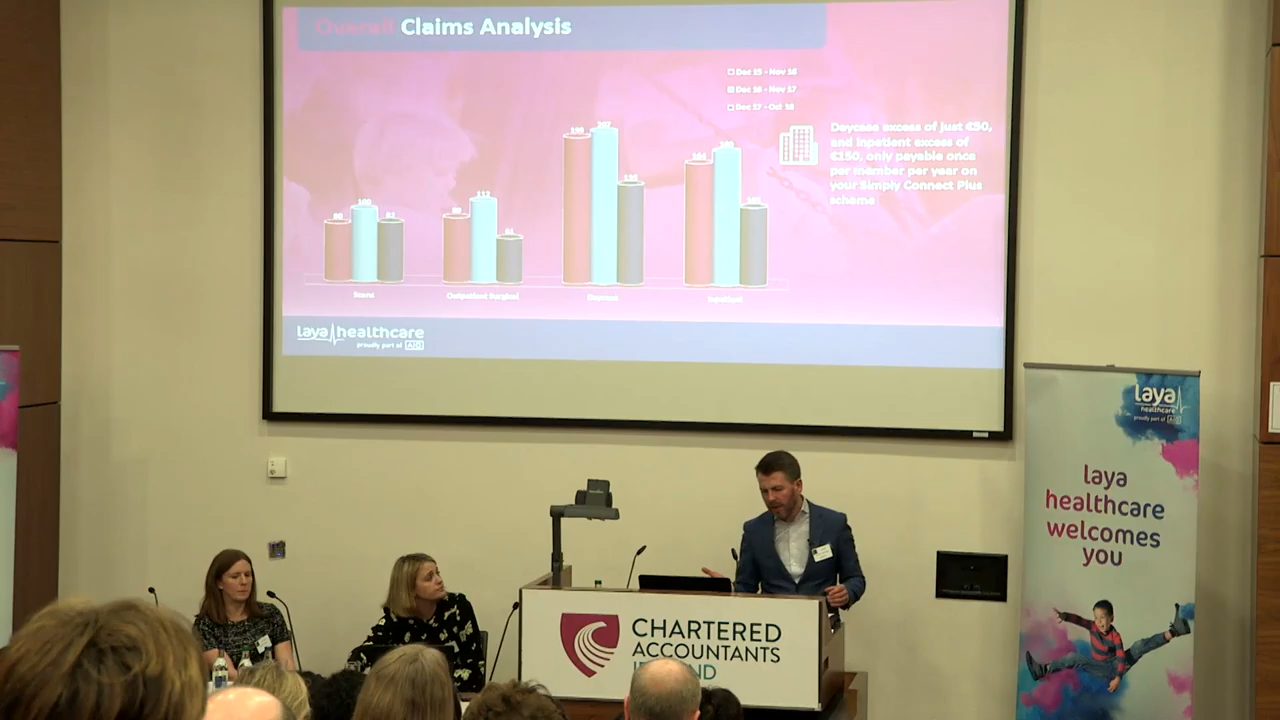 Overall Claims Analysis
Dec 15 - Nov 16
Dec 16 - Nov 17
Dec 17 - Oct 18
Daycase excess of just €50,
and Inpatient excess of
€150, only payable once
per member per year on
your Simply Connect Plus
scheme
100
112
Scans
Outpatient Surgical
Daycase
Inpatient
laya healthcare
proudly part of AIG
laya
healthcare
proudly part of AIG
laya
healthcare
welcomes
you
CHARTERED
ACCOUNTANTS